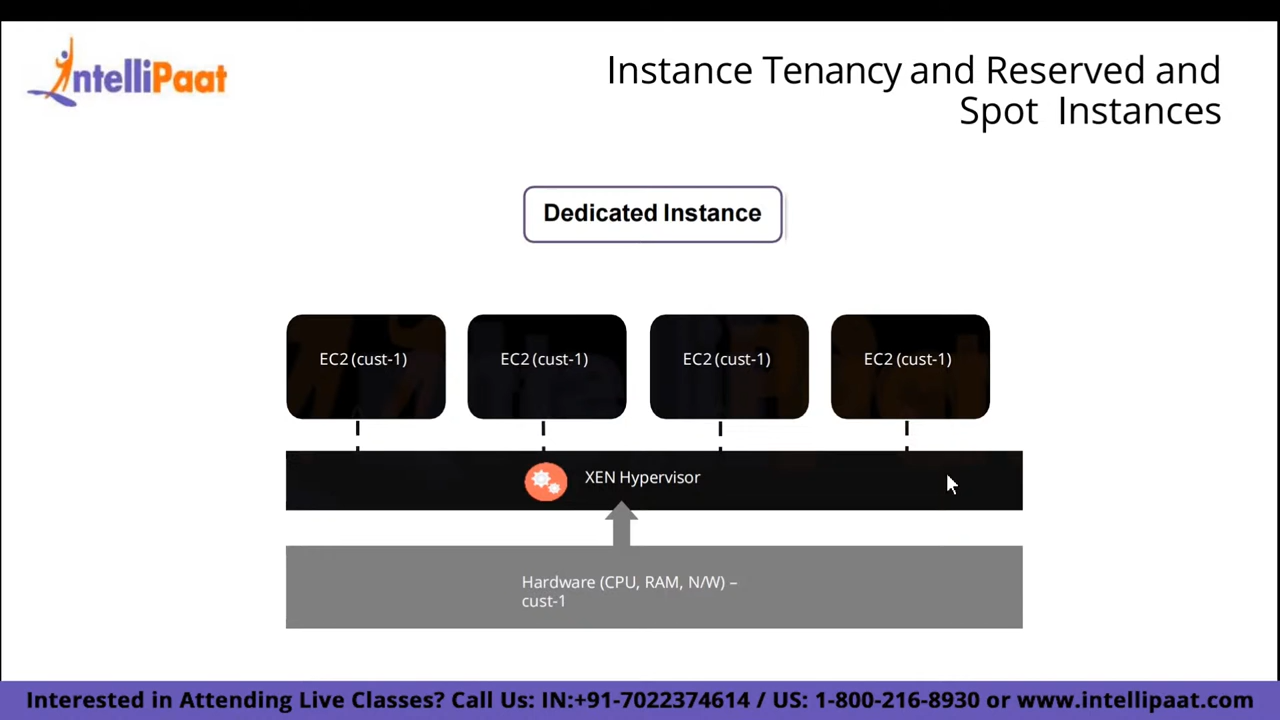 IntelliPaat
Instance Tenancy and Reserved and
Spot Instances
Dedicated Instance
EC2 (cust-1)
EC2 (cust-1)
EC2 (cust-1)
EC2 (cust-1)
XEN Hypervisor
Hardware (CPU, RAM, N/W) –
cust-1
Interested in Attending Live Classes? Call Us: IN:+91-7022374614 / US: 1-800-216-8930 or www.intellipaat.com